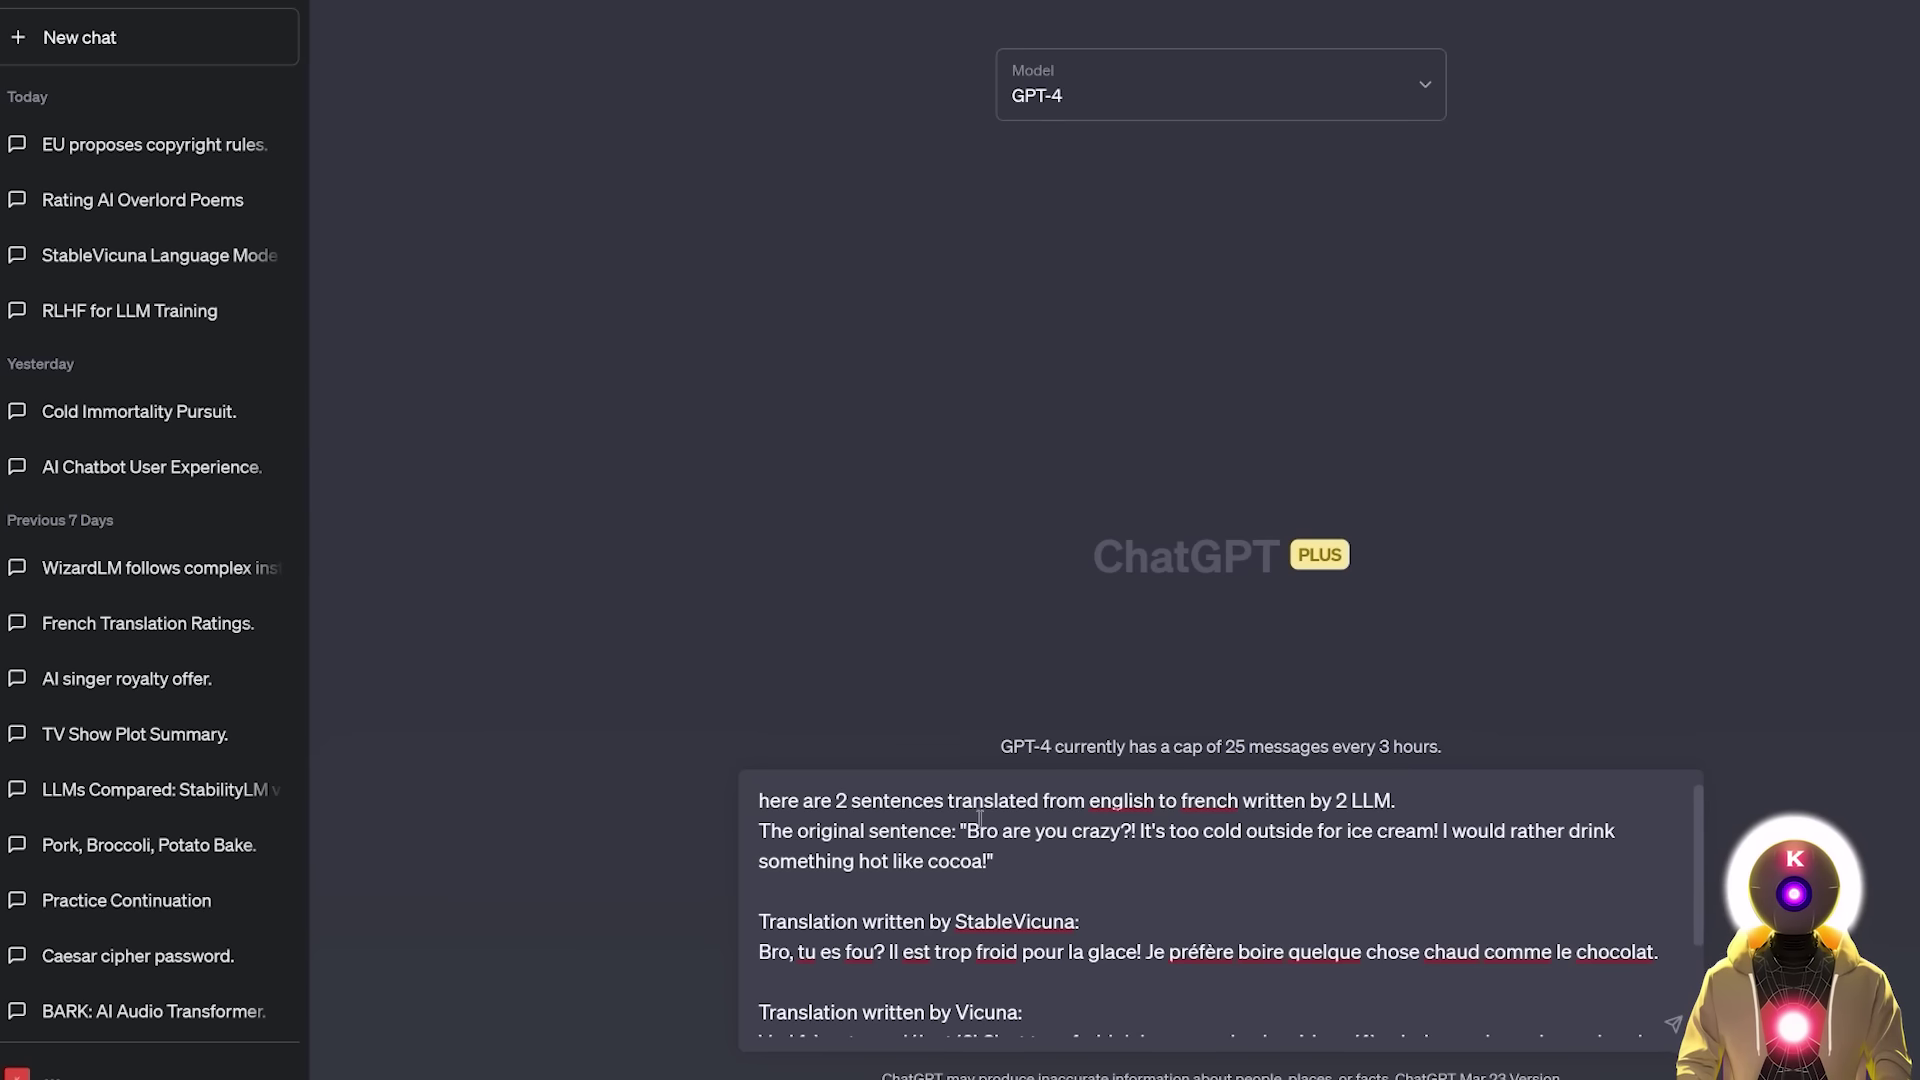 New chat
Today
EU proposes copyright rules.
Rating AI Overlord Poems
StableVicuna Language Mode
RLHF for LLM Training
Yesterday
Cold Immortality Pursuit.
AI Chatbot User Experience.
Previous 7 Days
WizardLM follows complex ins
French Translation Ratings.
AI singer royalty offer.
TV Show Plot Summary.
LLMs Compared: StabilityLM v
Pork, Broccoli, Potato Bake.
Practice Continuation
Caesar cipher password.
BARK: AI Audio Transformer.
Model
GPT-4
ChatGPT PLUS
GPT-4 currently has a cap of 25 messages every 3 hours.
here are 2 sentences translated from english to french written by 2 LLM.
The original sentence: "Bro are you crazy?! It's too cold outside for ice cream! I would rather drink
something hot like cocoa!"
Translation written by StableVicuna:
Bro, tu es fou? Il est trop froid pour la glace! Je préfère boire quelque chose chaud comme le chocolat.
Translation written by Vicuna:
ChatGPT may produce inaccurate information about people, places, or facts. ChatGPT Mar 23 Version
K